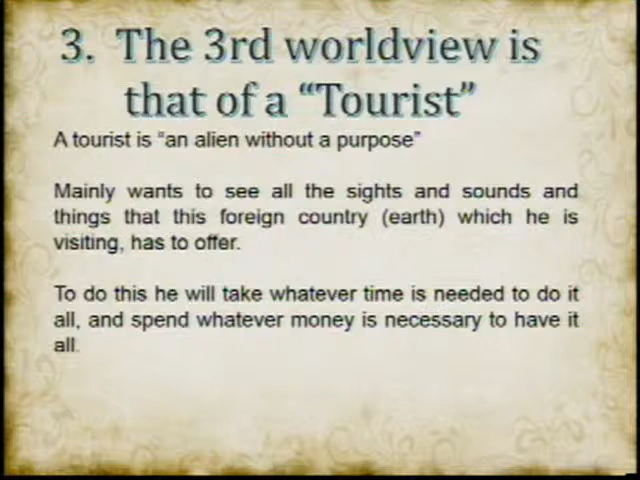 3. The 3rd worldview is
that of a “Tourist”
A tourist is “an alien without a purpose”
Mainly wants to see all the sights and sounds and
things that this foreign country (earth) which he is
visiting, has to offer.
To do this he will take whatever time is needed to do it
all, and spend whatever money is necessary to have it
all.